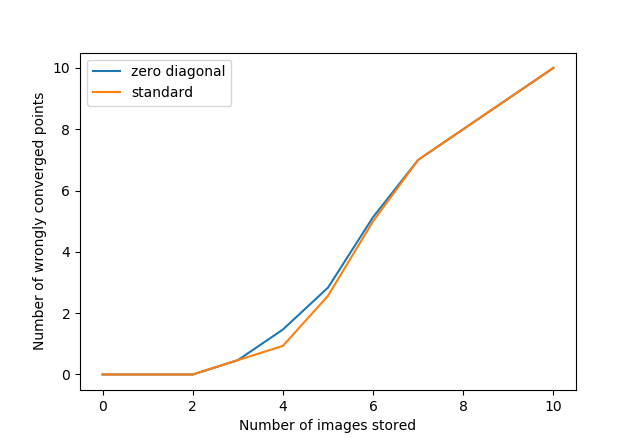 zero diagonal
standard
10
8
6
4
2
0
Number of wrongly converged points
0 2 4 6 8 10
Number of images stored